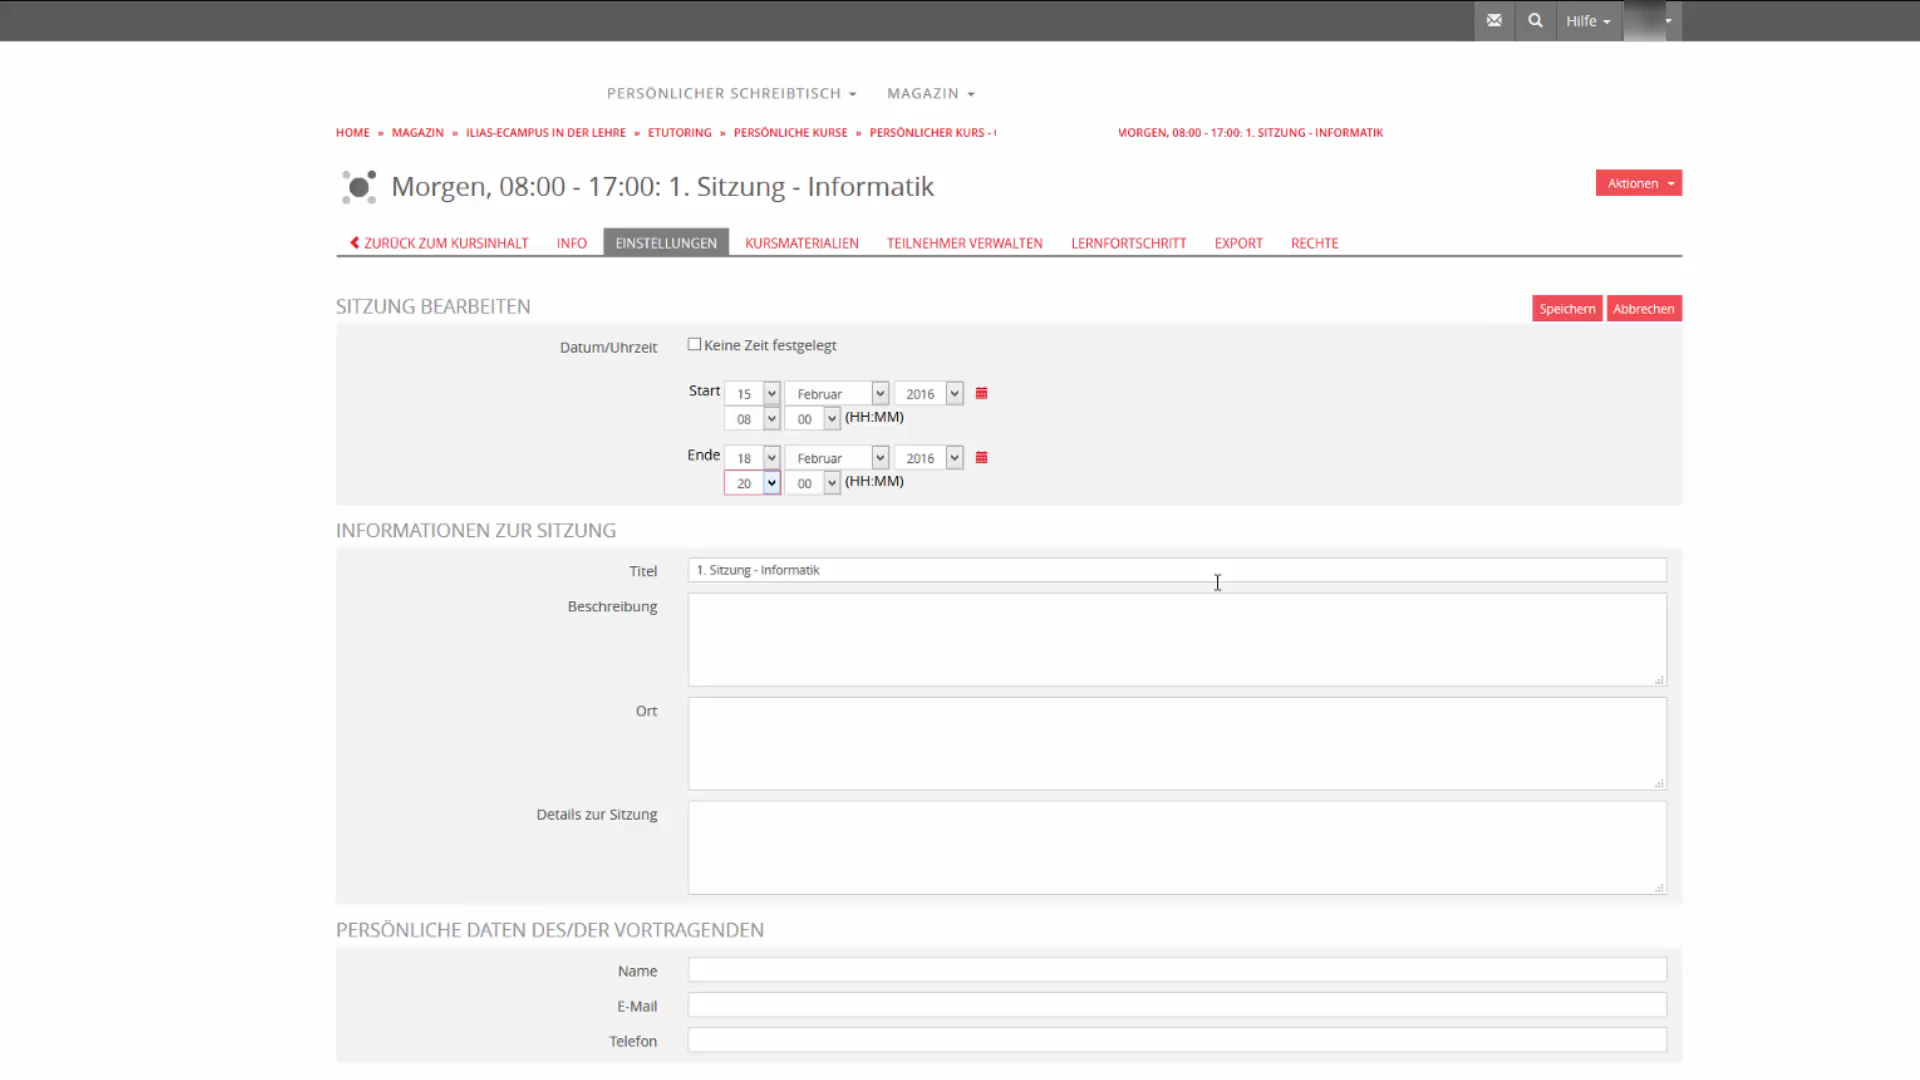 Hilfe
PERSÖNLICHER SCHREIBTISCH MAGAZIN
HOME » MAGAZIN » ILIAS-ECAMPUS IN DER LEHRE » ETUTORING » PERSÖNLICHE KURSE » PERSÖNLICHER KURS - MORGEN, 08:00 - 17:00: 1. SITZUNG - INFORMATIK
Morgen, 08:00 - 17:00: 1. Sitzung - Informatik
Aktionen
ZURÜCK ZUM KURSINHALT INFO EINSTELLUNGEN KURSMATERIALIEN TEILNEHMER VERWALTEN LERNFORTSCHRITT EXPORT RECHTE
SITZUNG BEARBEITEN Speichern Abbrechen
Datum/Uhrzeit Keine Zeit festgelegt
Start 15 Februar 2016
08 00 (HH:MM)
Ende 18 Februar 2016
20 00 (HH:MM)
INFORMATIONEN ZUR SITZUNG
Titel 1. Sitzung - Informatik
Beschreibung
Ort
Details zur Sitzung
PERSÖNLICHE DATEN DES/DER VORTRAGENDEN
Name
E-Mail
Telefon